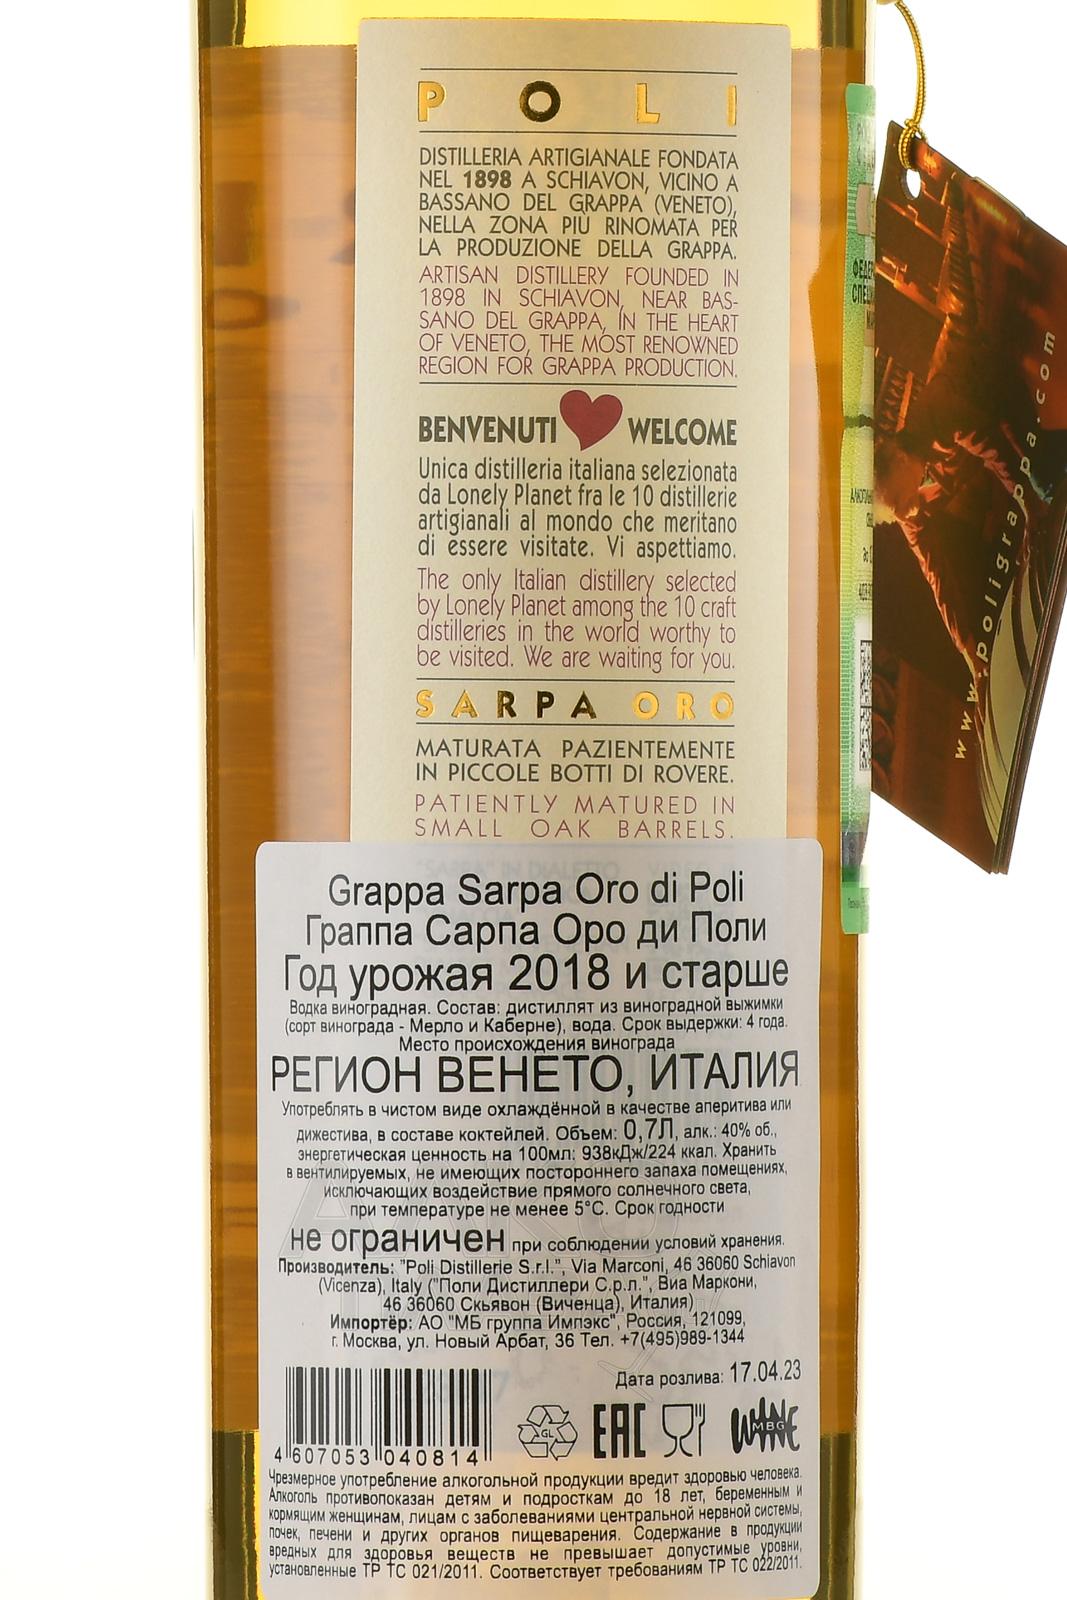 POLI
DISTILLERIA ARTIGIANALE FONDATA
NEL 1898 A SCHIAVON, VICINO A
BASSANO DEL GRAPPA (VENETO),
NELLA ZONA PIU RINOMATA PER
LA PRODUZIONE DELLA GRAPPA.
ARTISAN DISTILLERY FOUNDED IN
1898 IN SCHIAVON, NEAR BAS-
SANO DEL GRAPPA, IN THE HEART
OF VENETO, THE MOST RENOWNED
REGION FOR GRAPPA PRODUCTION.
BENVENUTI WELCOME
Unica distilleria italiana selezionata
da Lonely Planet fra le 10 distillerie
artigianali al mondo che meritano
di essere visitate. Vi aspettiamo.
The only Italian distillery selected
by Lonely Planet among the 10 craft
distilleries in the world worthy to
be visited. We are waiting for you.
SARPA ORO
MATURATA PAZIENTEMENTE
IN PICCOLE BOTTI DI ROVERE.
PATIENTLY MATURED IN
SMALL OAK BARRELS.
Grappa Sarpa Oro di Poli
Граппа Сарпа Оро ди Поли
Год урожая 2018 и старше
Водка виноградная. Состав: дистиллят из виноградной выжимки
(сорт винограда - Мерло и Каберне), вода. Срок выдержки: 4 года.
Место происхождения винограда
РЕГИОН ВЕНЕТО, ИТАЛИЯ
Употреблять в чистом виде охлаждённой в качестве аперитива или
дижестива, в составе коктейлей. Объем: 0,7Л, алк.: 40% об.,
энергетическая ценность на 100мл: 938кДж/224 ккал. Хранить
в вентилируемых, не имеющих постороннего запаха помещениях,
исключающих воздействие прямого солнечного света,
при температуре не менее 5°С. Срок годности
не ограничен при соблюдении условий хранения.
Производитель: "Poli Distillerie S.r.l.", Via Marconi, 46 36060 Schiavon
(Vicenza), Italy ("Поли Дистиллери С.р.л.", Виа Маркони,
46 36060 Скьявон (Виченца), Италия)
Импортёр: АО "МБ группа Импэкс", Россия, 121099,
г. Москва, ул. Новый Арбат, 36 Тел. +7(495)989-1344
Дата розлива: 17.04.23
GL EAC WINE MBG
4 607053 040814
Чрезмерное употребление алкогольной продукции вредит здоровью человека.
Алкоголь противопоказан детям и подросткам до 18 лет, беременным и
кормящим женщинам, лицам с заболеваниями центральной нервной системы,
почек, печени и других органов пищеварения. Содержание в продукции
вредных для здоровья веществ не превышает допустимые уровни,
установленные ТР ТС 021/2011. Соответствует требованиям ТР ТС 022/2011.
www.poligrappa.com